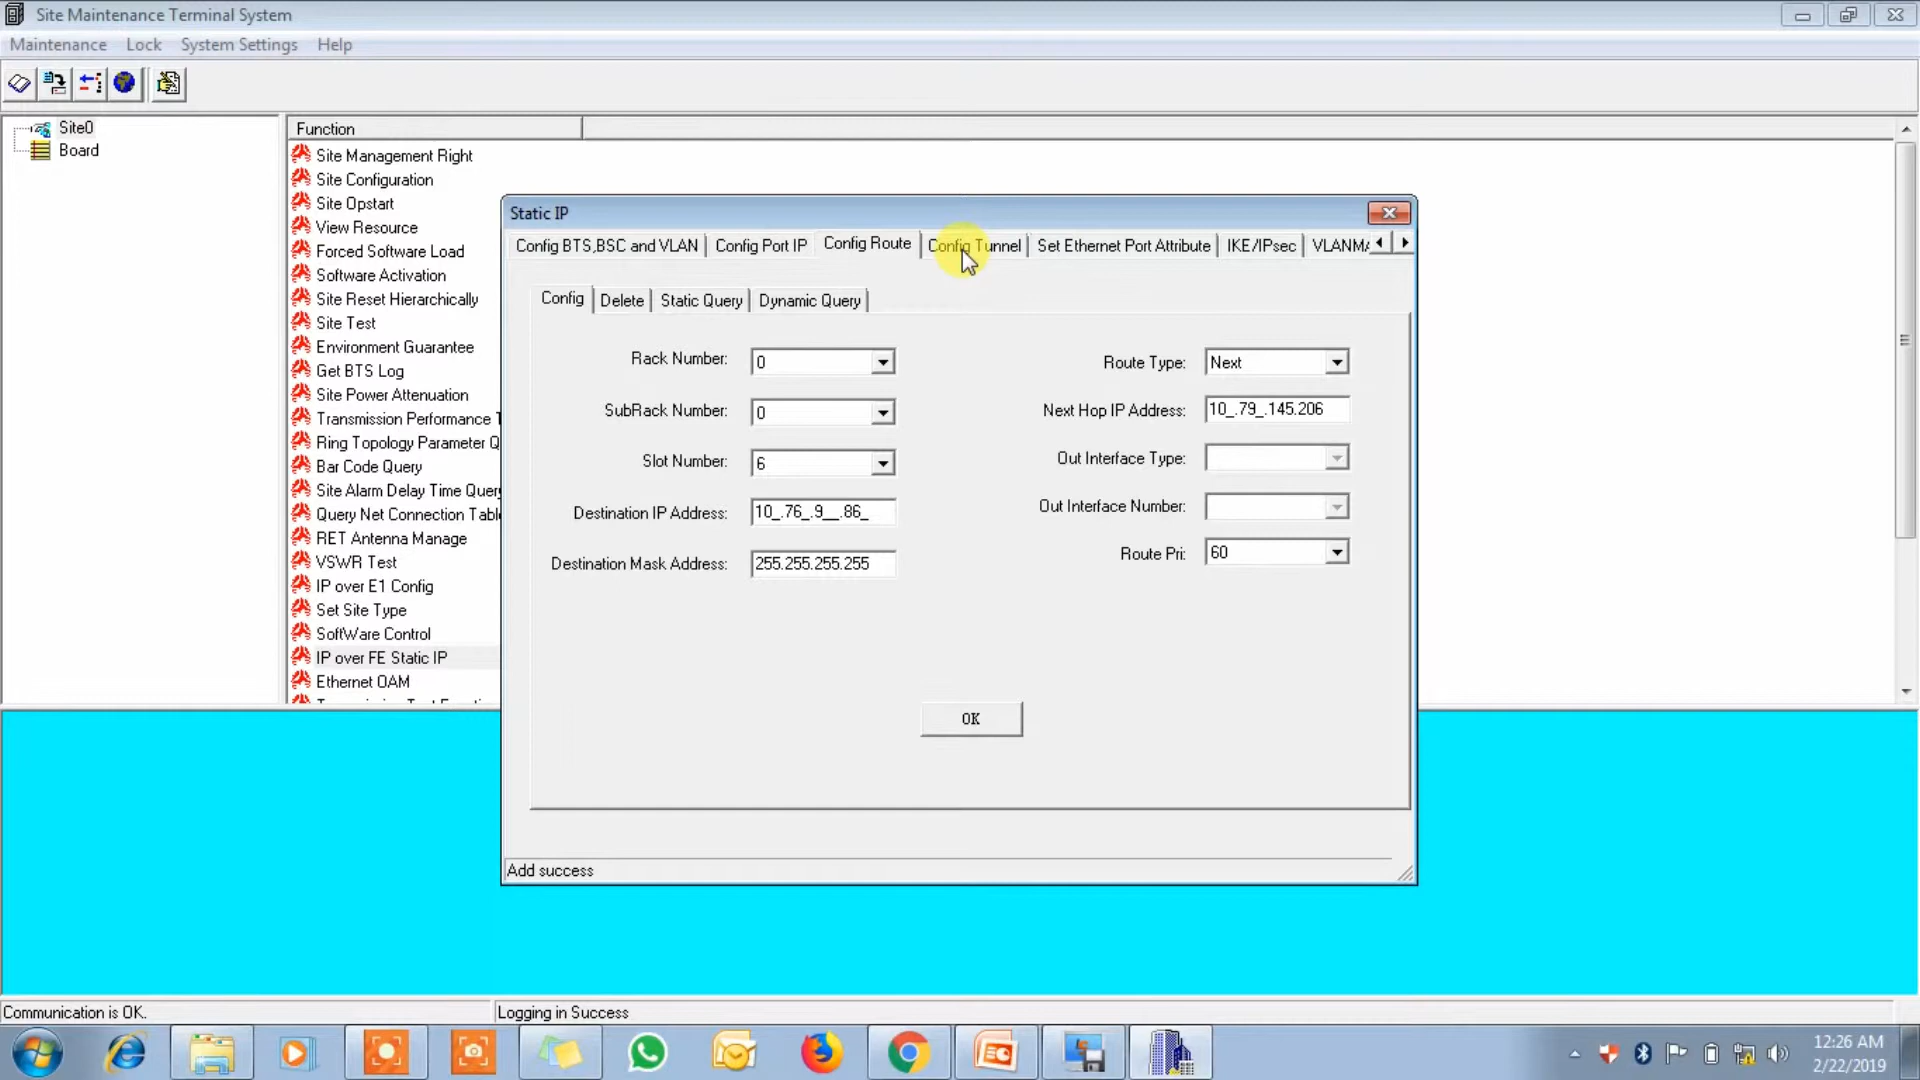 Site Maintenance Terminal System
Maintenance Lock System Settings Help
Site0
Board
Function
Site Management Right
Site Configuration
Site Opstart
View Resource
Forced Software Load
Software Activation
Site Reset Hierarchically
Site Test
Environment Guarantee
Get BTS Log
Site Power Attenuation
Transmission Performance T
Ring Topology Parameter Q
Bar Code Query
Site Alarm Delay Time Quer
Query Net Connection Tabl
RET Antenna Manage
VSWR Test
IP over E1 Config
Set Site Type
SoftWare Control
IP over FE Static IP
Ethernet OAM
Static IP
Config BTS,BSC and VLAN Config Port IP Config Route Config Tunnel Set Ethernet Port Attribute IKE/IPsec VLANMA
Config Delete Static Query Dynamic Query
Rack Number: 0
SubRack Number: 0
Slot Number: 6
Destination IP Address: 10_.76_.9__.86_
Destination Mask Address: 255.255.255.255
Route Type: Next
Next Hop IP Address: 10_.79_.145.206
Out Interface Type:
Out Interface Number:
Route Pri: 60
OK
Add success
Communication is OK. Logging in Success
12:26 AM
2/22/2019